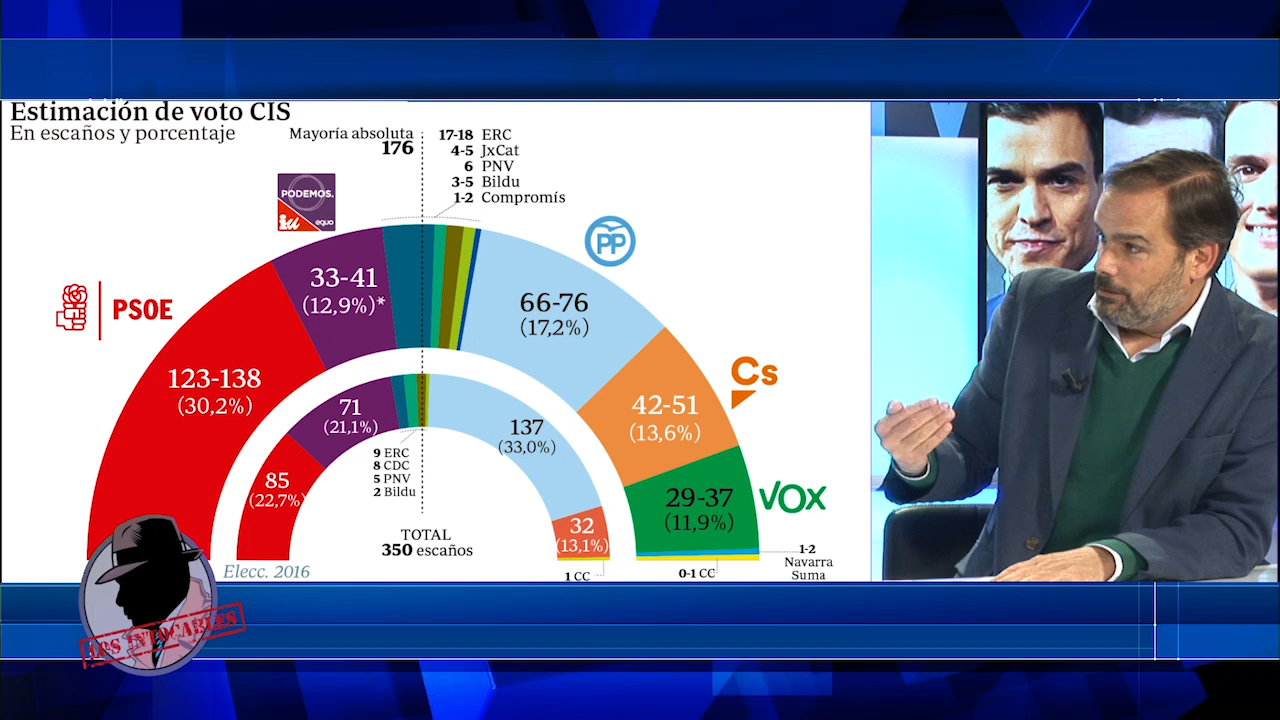 Estimación de voto CIS
En escaños y porcentaje
Mayoría absoluta
176
17-18 ERC
4-5 JxCat
6 PNV
3-5 Bildu
1-2 Compromís
PODEMOS.
iu equo
PP
PSOE
33-41
(12,9%)*
66-76
(17,2%)
123-138
(30,2%)
Cs
42-51
(13,6%)
71
(21,1%)
137
(33,0%)
9 ERC
8 CDC
5 PNV
2 Bildu
85
(22,7%)
29-37
(11,9%)
VOX
32
(13,1%)
TOTAL
350 escaños
Elecc. 2016
1 CC
0-1 CC
1-2
Navarra
Suma
LOS INTOCABLES